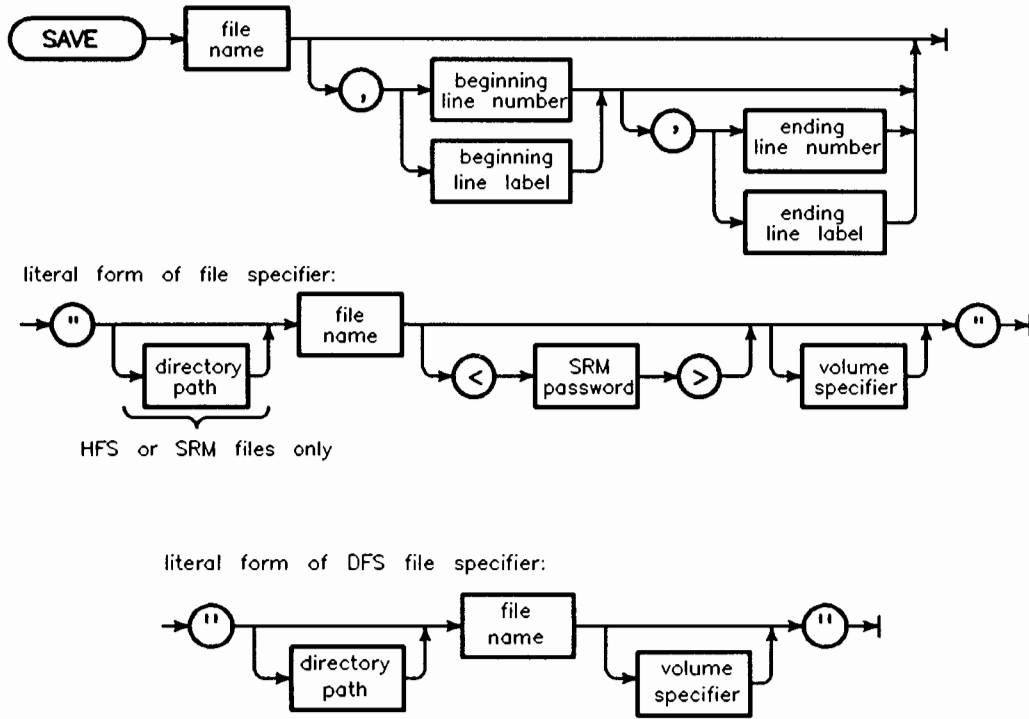 SAVE
file
name
,
beginning
line number
beginning
line label
,
ending
line number
ending
line label
literal form of file specifier:
"
directory
path
file
name
<
SRM
password
>
volume
specifier
"
HFS or SRM files only
literal form of DFS file specifier:
"
directory
path
file
name
volume
specifier
"